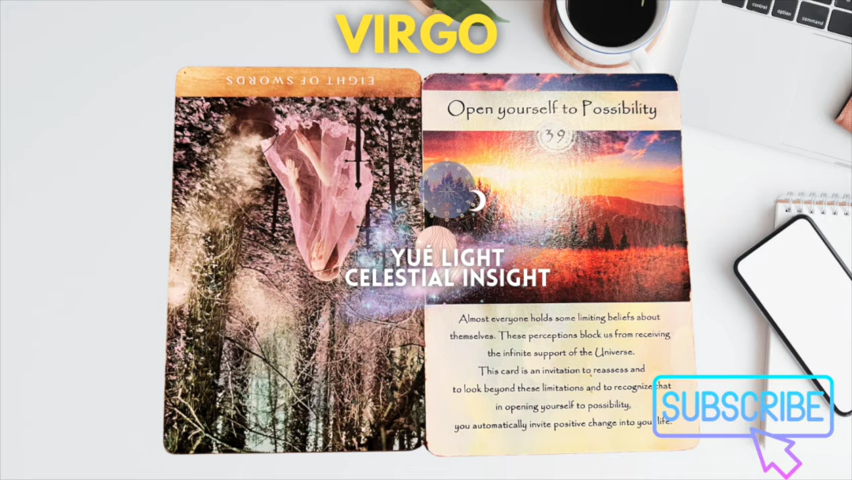 VIRGO
EIGHT OF SWORDS
Open yourself to Possibility
39
YUÉ LIGHT
CELESTIAL INSIGHT
Almost everyone holds some limiting beliefs about
themselves. These perceptions block us from receiving
the infinite support of the Universe.
This card is an invitation to reassess and
to look beyond these limitations and to recognize that
in opening yourself to possibility,
you automatically invite positive change into your life.
SUBSCRIBE
control
option
command